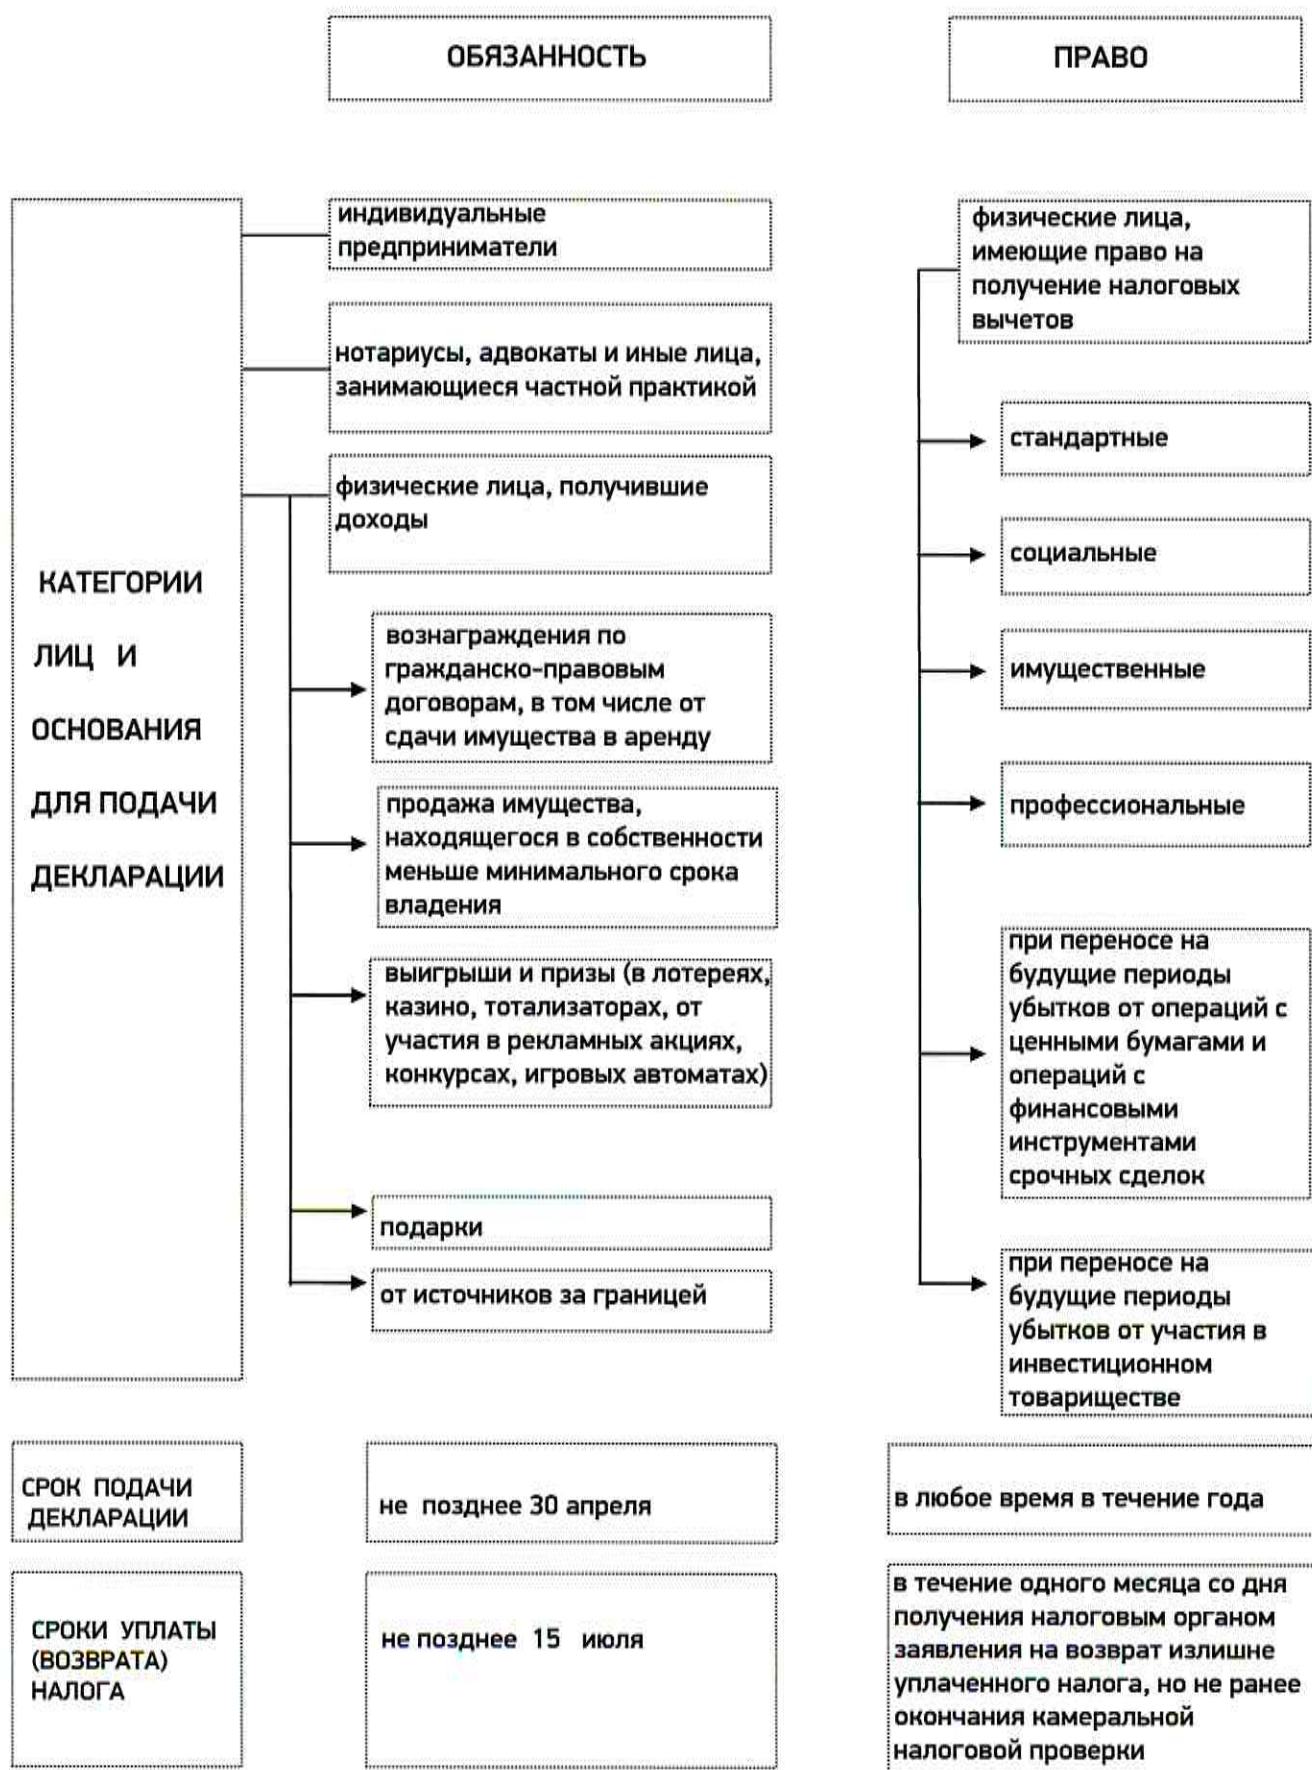 ОБЯЗАННОСТЬ
ПРАВО
КАТЕГОРИИ
ЛИЦ И
ОСНОВАНИЯ
ДЛЯ ПОДАЧИ
ДЕКЛАРАЦИИ
индивидуальные
предприниматели
нотариусы, адвокаты и иные лица,
занимающиеся частной практикой
физические лица, получившие
доходы
вознаграждения по
гражданско-правовым
договорам, в том числе от
сдачи имущества в аренду
продажа имущества,
находящегося в собственности
меньше минимального срока
владения
выигрыши и призы (в лотереях,
казино, тотализаторах, от
участия в рекламных акциях,
конкурсах, игровых автоматах)
подарки
от источников за границей
физические лица,
имеющие право на
получение налоговых
вычетов
стандартные
социальные
имущественные
профессиональные
при переносе на
будущие периоды
убытков от операций с
ценными бумагами и
операций с
финансовыми
инструментами
срочных сделок
при переносе на
будущие периоды
убытков от участия в
инвестиционном
товариществе
СРОК ПОДАЧИ
ДЕКЛАРАЦИИ
не позднее 30 апреля
в любое время в течение года
СРОКИ УПЛАТЫ
(ВОЗВРАТА)
НАЛОГА
не позднее 15 июля
в течение одного месяца со дня
получения налоговым органом
заявления на возврат излишне
уплаченного налога, но не ранее
окончания камеральной
налоговой проверки